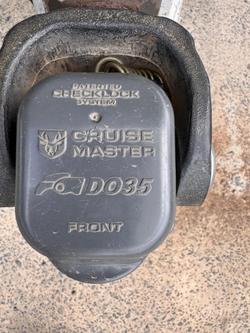 PATENTED
CHECKLOCK
SYSTEM
CRUISE
MASTER
DO35
FRONT